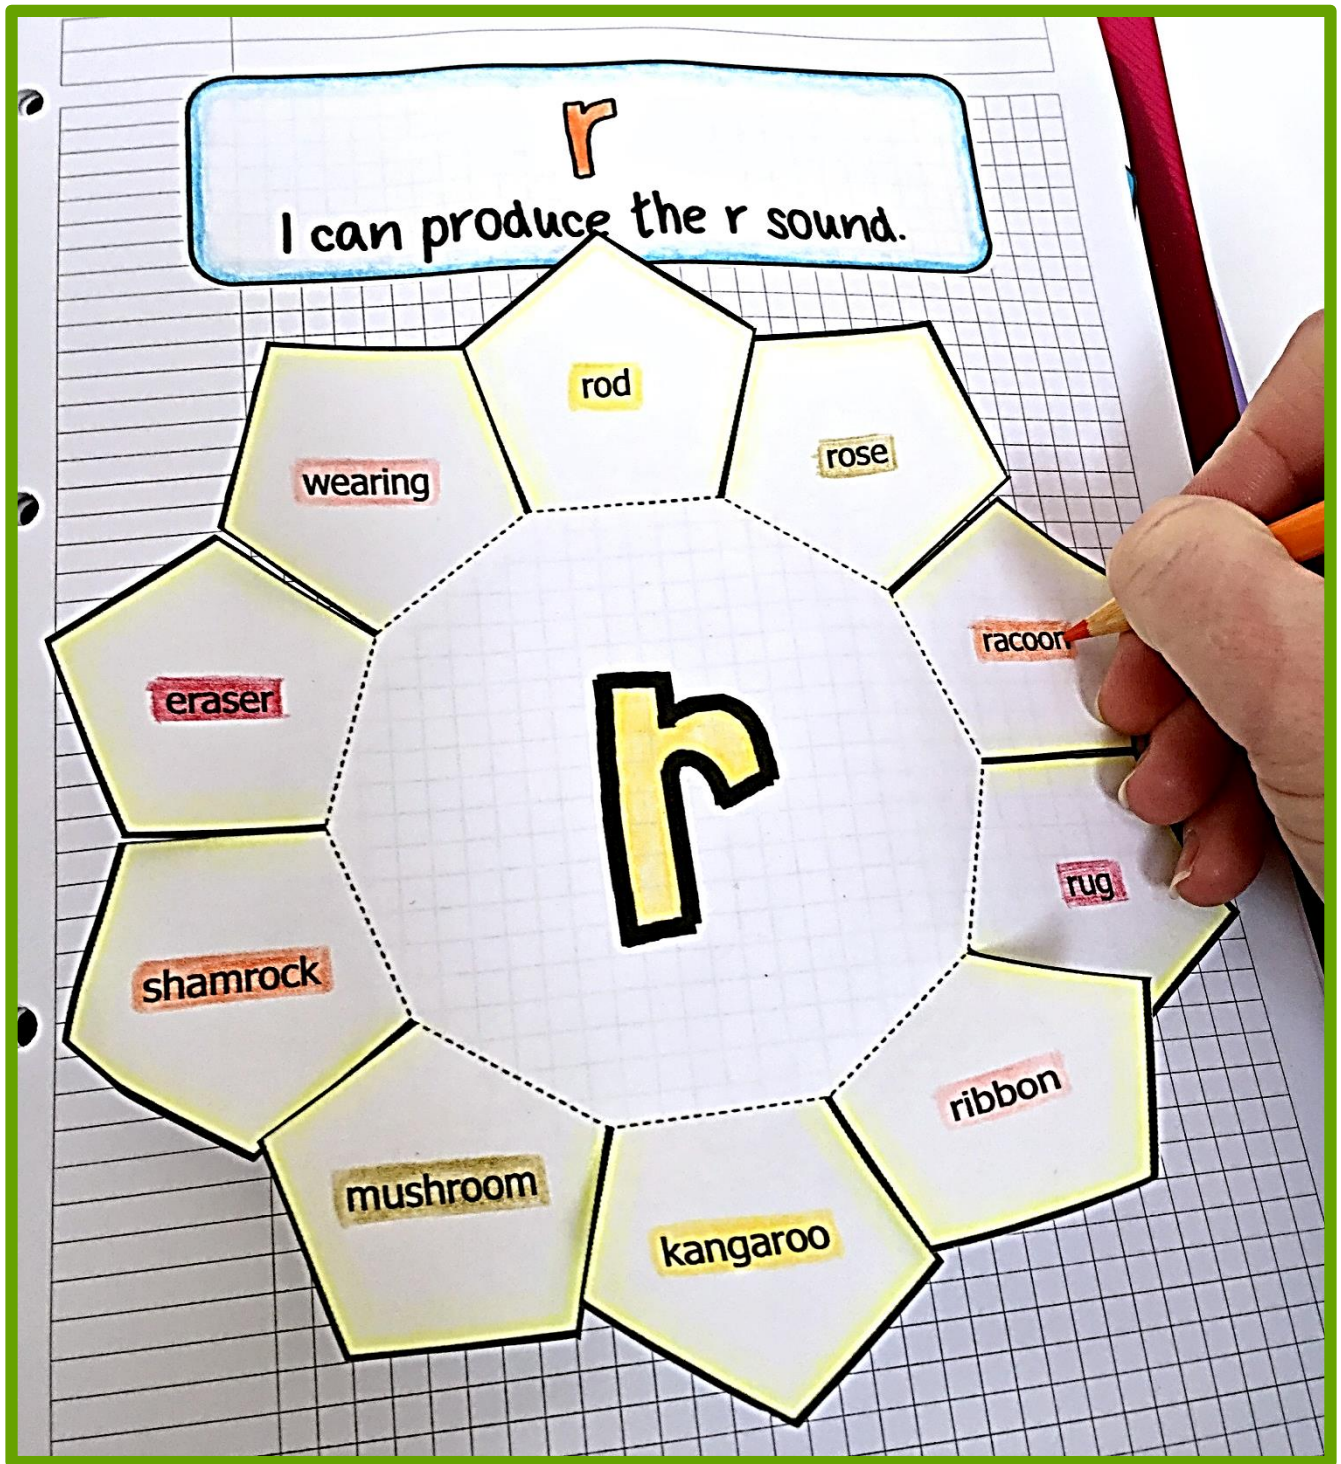 r
I can produce the r sound.
rod
rose
racoon
rug
ribbon
kangaroo
mushroom
shamrock
eraser
wearing
r